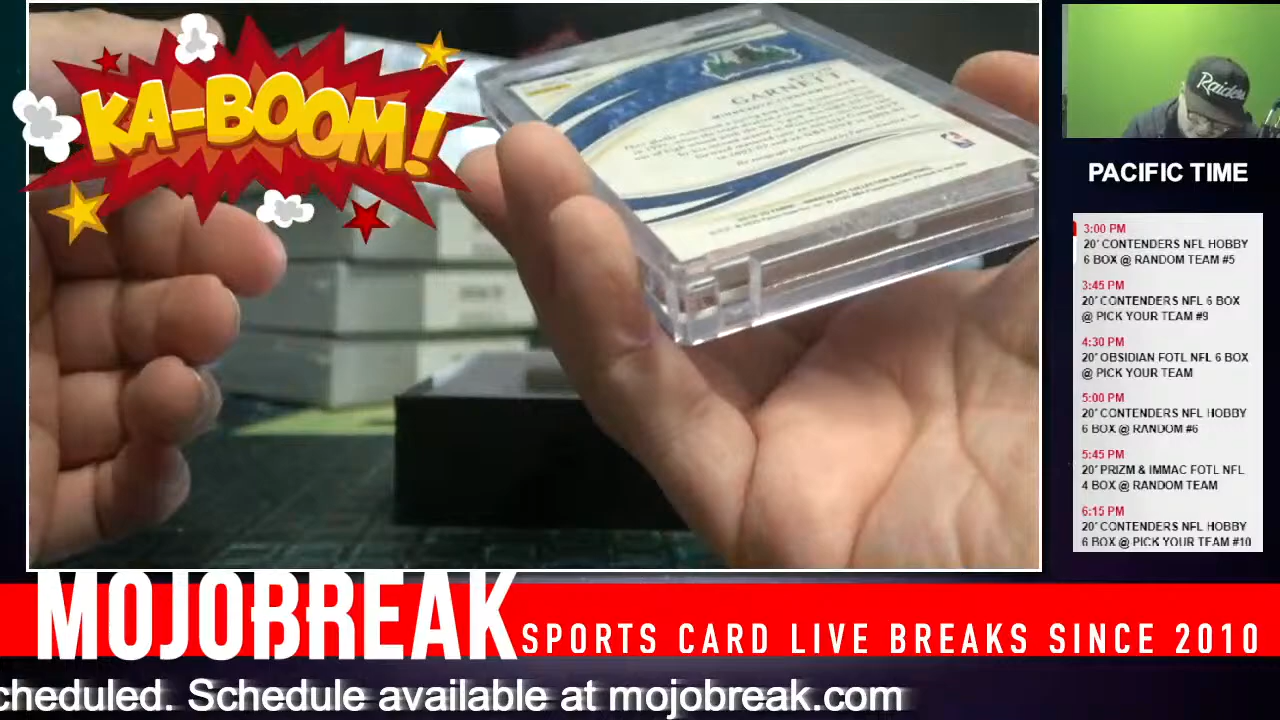 KA-BOOM!
GARNETT
Raiders
PACIFIC TIME
3:00 PM
20' CONTENDERS NFL HOBBY
6 BOX @ RANDOM TEAM #5
3:45 PM
20' CONTENDERS NFL 6 BOX
@ PICK YOUR TEAM #9
4:30 PM
20' OBSIDIAN FOTL NFL 6 BOX
@ PICK YOUR TEAM
5:00 PM
20' CONTENDERS NFL HOBBY
6 BOX @ RANDOM #6
5:45 PM
20' PRIZM & IMMAC FOTL NFL
4 BOX @ RANDOM TEAM
6:15 PM
20' CONTENDERS NFL HOBBY
6 BOX @ PICK YOUR TEAM #10
MOJOBREAK
SPORTS CARD LIVE BREAKS SINCE 2010
cheduled. Schedule available at mojobreak.com